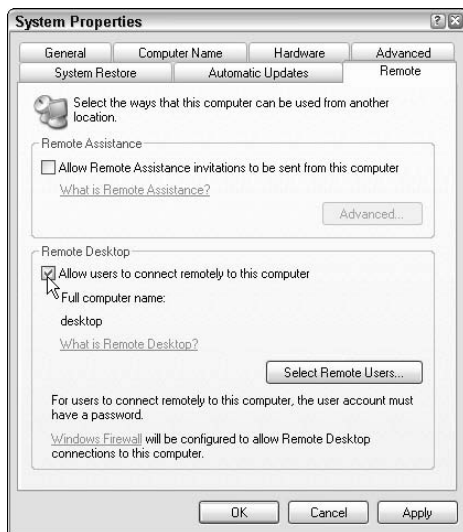 System Properties
General
Computer Name
Hardware
Advanced
System Restore
Automatic Updates
Remote
Select the ways that this computer can be used from another
location.
Remote Assistance
Allow Remote Assistance invitations to be sent from this computer
What is Remote Assistance?
Advanced...
Remote Desktop
Allow users to connect remotely to this computer
Full computer name:
desktop
What is Remote Desktop?
Select Remote Users...
For users to connect remotely to this computer, the user account must
have a password.
Windows Firewall will be configured to allow Remote Desktop
connections to this computer.
OK
Cancel
Apply